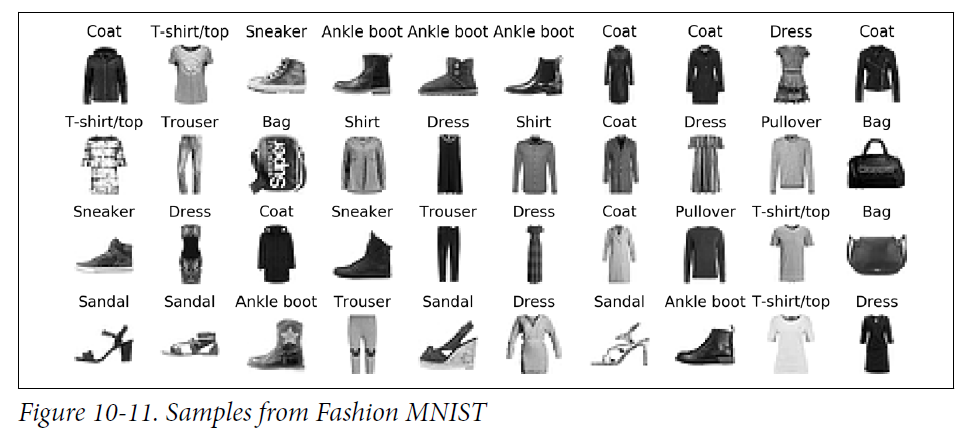 Coat T-shirt/top Sneaker Ankle boot Ankle boot Ankle boot Coat Coat Dress Coat
T-shirt/top Trouser Bag Shirt Dress Shirt Coat Dress Pullover Bag
Sneaker Dress Coat Sneaker Trouser Dress Coat Pullover T-shirt/top Bag
Sandal Sandal Ankle boot Trouser Sandal Dress Sandal Ankle boot T-shirt/top Dress
Figure 10-11. Samples from Fashion MNIST